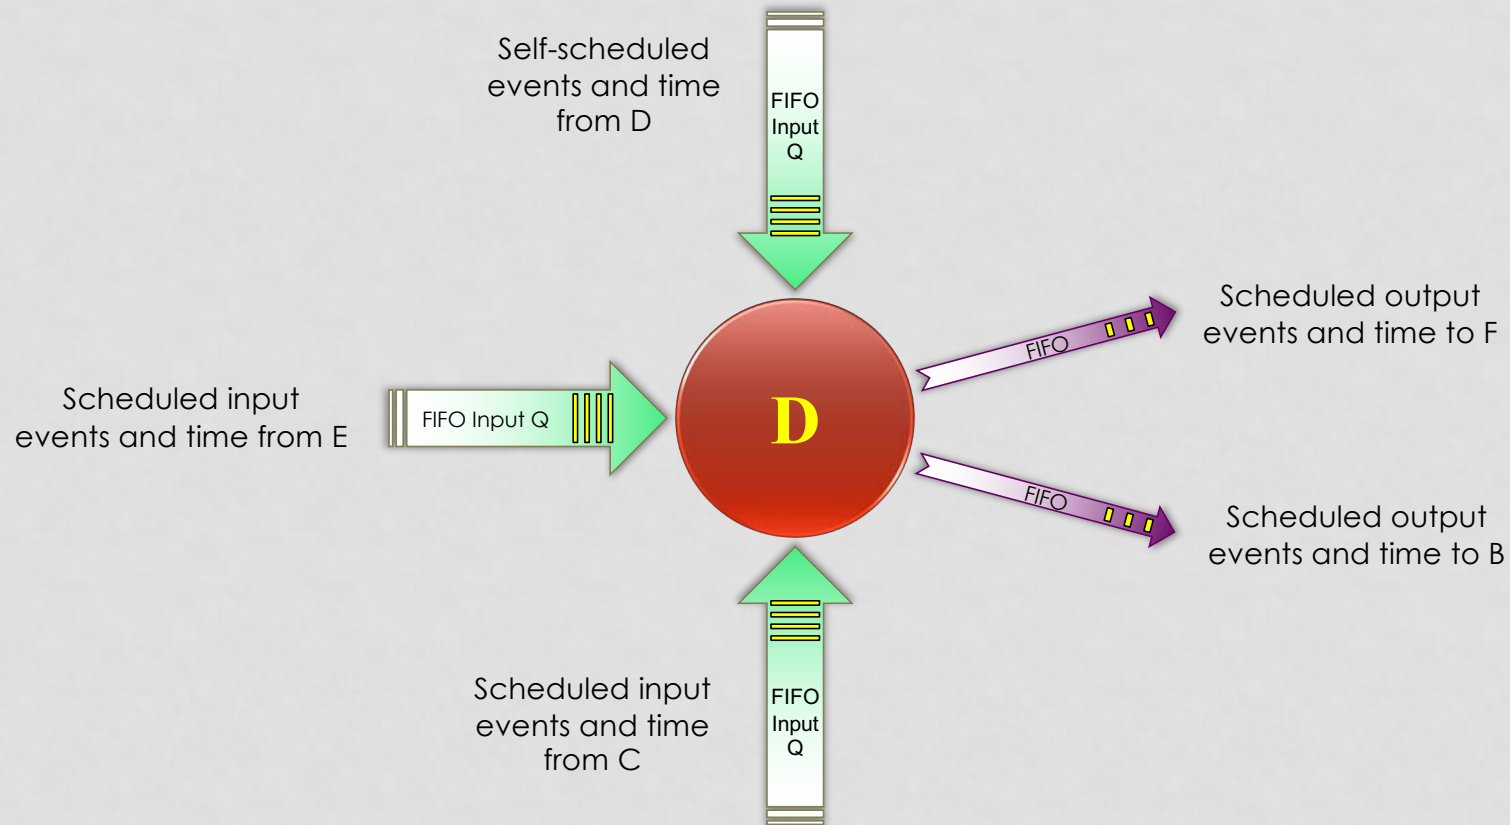 Self-scheduled
events and time
from D
FIFO
Input
Q
Scheduled output
events and time to F
FIFO
Scheduled input
events and time from E
FIFO Input Q
D
FIFO
Scheduled output
events and time to B
Scheduled input
events and time
from C
FIFO
Input
Q